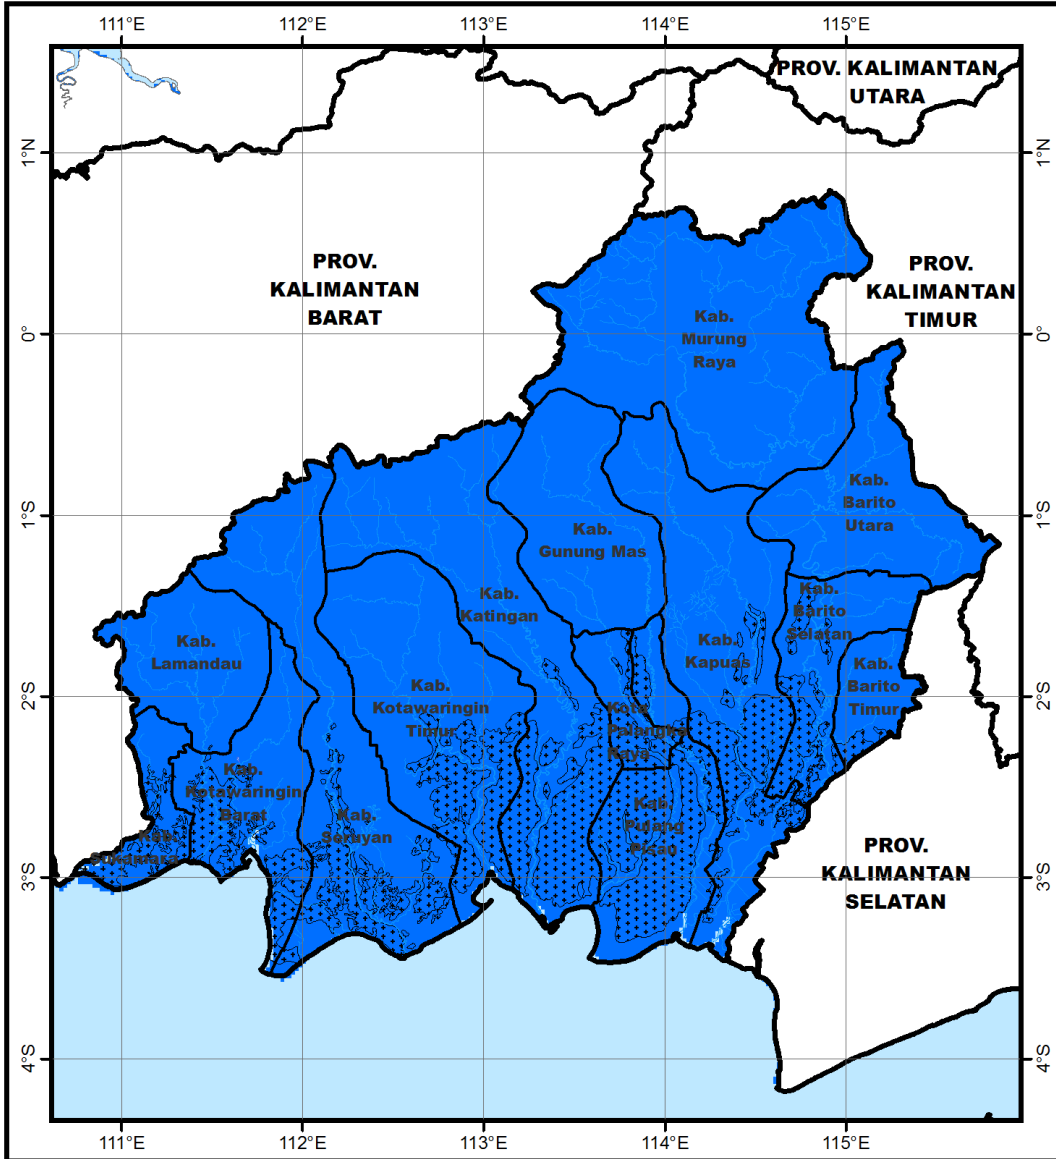 111°E 112°E 113°E 114°E 115°E
PROV. KALIMANTAN
UTARA
1°N 1°N
PROV.
KALIMANTAN
BARAT
PROV.
KALIMANTAN
TIMUR
Kab.
Murung
Raya
0° 0°
Kab.
Barito
Utara
1°S 1°S
Kab.
Gunung Mas
Kab.
Katingan
Kab.
Barito
Selatan
Kab.
Lamandau
Kab.
Kapuas
Kab.
Barito
Timur
2°S 2°S
Kab.
Kotawaringin
Timur
Kota
Palangka
Raya
Kab.
Kotawaringin
Barat
Kab.
Seruyan
Kab.
Pulang
Pisau
Kab.
Sukamara
3°S 3°S
PROV.
KALIMANTAN
SELATAN
4°S 4°S
111°E 112°E 113°E 114°E 115°E